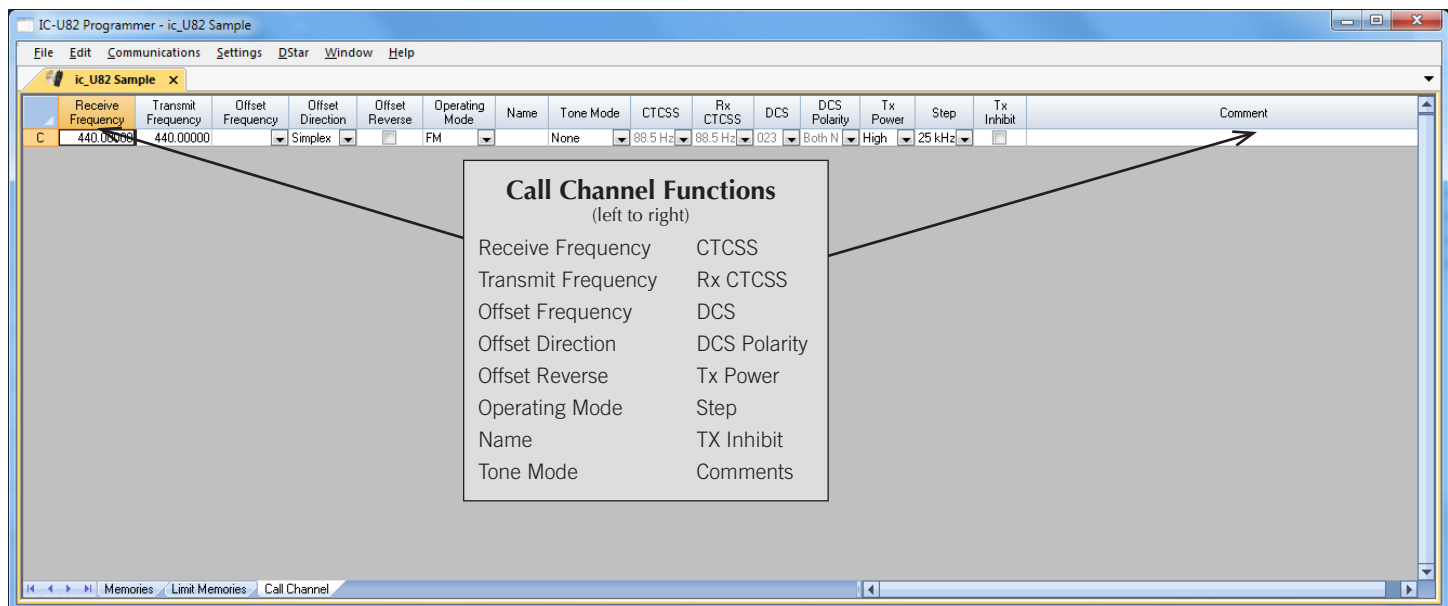 IC-U82 Programmer - ic_U82 Sample
File Edit Communications Settings DStar Window Help
ic_U82 Sample X
Receive Frequency Transmit Frequency Offset Frequency Offset Direction Offset Reverse Operating Mode Name Tone Mode CTCSS Rx CTCSS DCS DCS Polarity Tx Power Step Tx Inhibit Comment
C 440.00000 440.00000 Simplex FM None 88.5 Hz 88.5 Hz 023 Both N High 25 kHz
Call Channel Functions
(left to right)
Receive Frequency
Transmit Frequency
Offset Frequency
Offset Direction
Offset Reverse
Operating Mode
Name
Tone Mode
CTCSS
Rx CTCSS
DCS
DCS Polarity
Tx Power
Step
TX Inhibit
Comments
Memories Limit Memories Call Channel